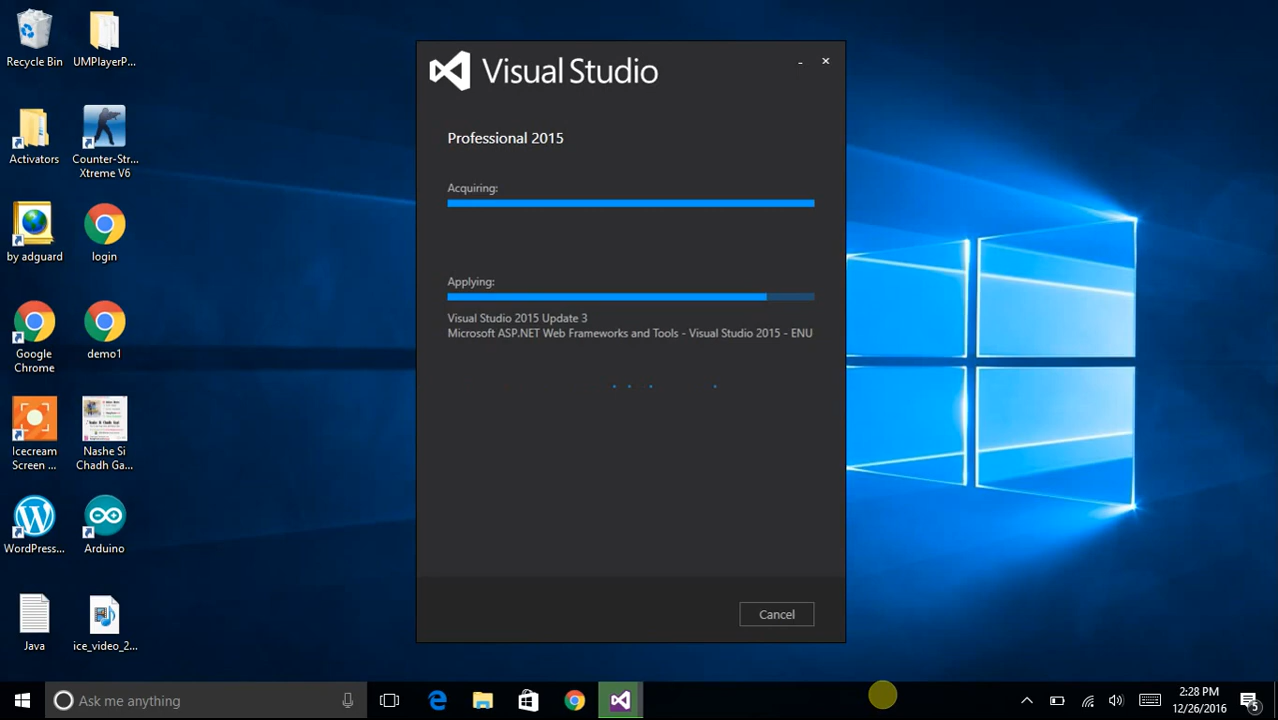 Recycle Bin
UMPlayerP...
Activators
Counter-Str...
Xtreme V6
by adguard
login
Google
Chrome
demo1
Icecream
Screen ...
Nashe Si
Chadh Ga...
WordPress...
Arduino
Java
ice_video_2...
Visual Studio
Professional 2015
Acquiring:
Applying:
Visual Studio 2015 Update 3
Microsoft ASP.NET Web Frameworks and Tools - Visual Studio 2015 - ENU
Cancel
Ask me anything
2:28 PM
12/26/2016
5